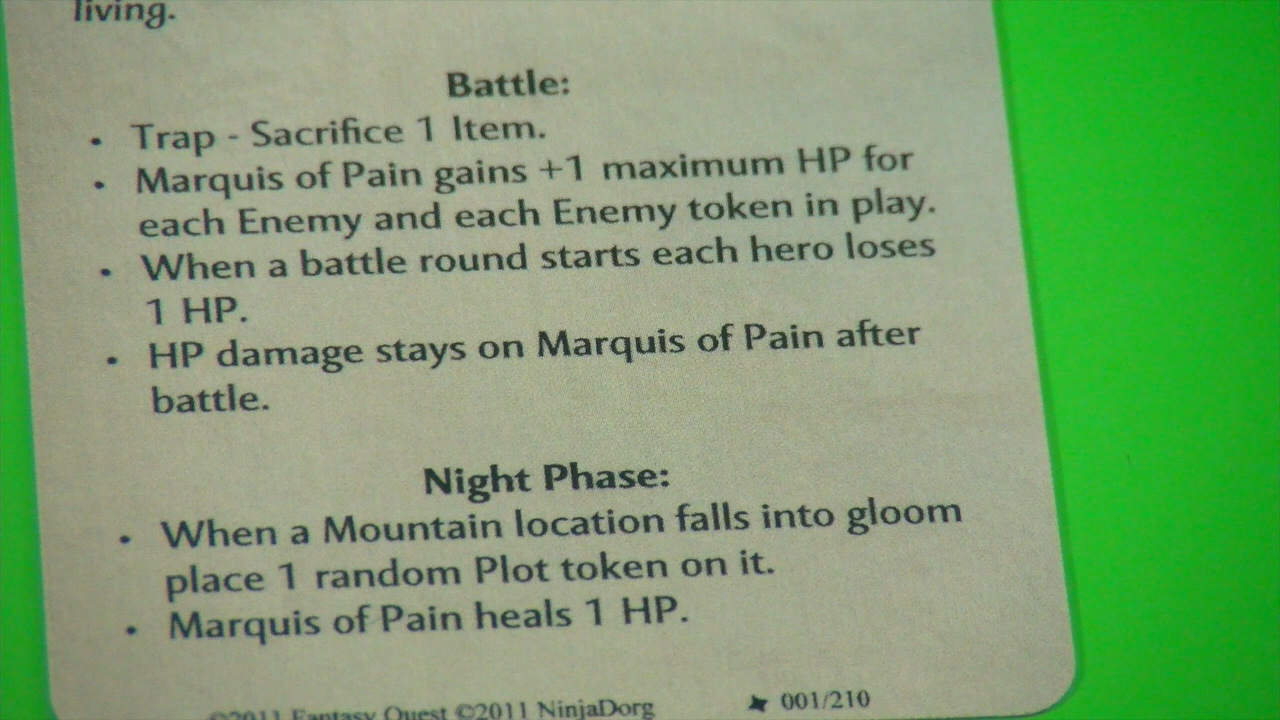 living.
Battle:
• Trap - Sacrifice 1 Item.
• Marquis of Pain gains +1 maximum HP for
each Enemy and each Enemy token in play.
• When a battle round starts each hero loses
1 HP.
• HP damage stays on Marquis of Pain after
battle.
Night Phase:
• When a Mountain location falls into gloom
place 1 random Plot token on it.
• Marquis of Pain heals 1 HP.
©2011 Fantasy Quest ©2011 NinjaDorg 001/210